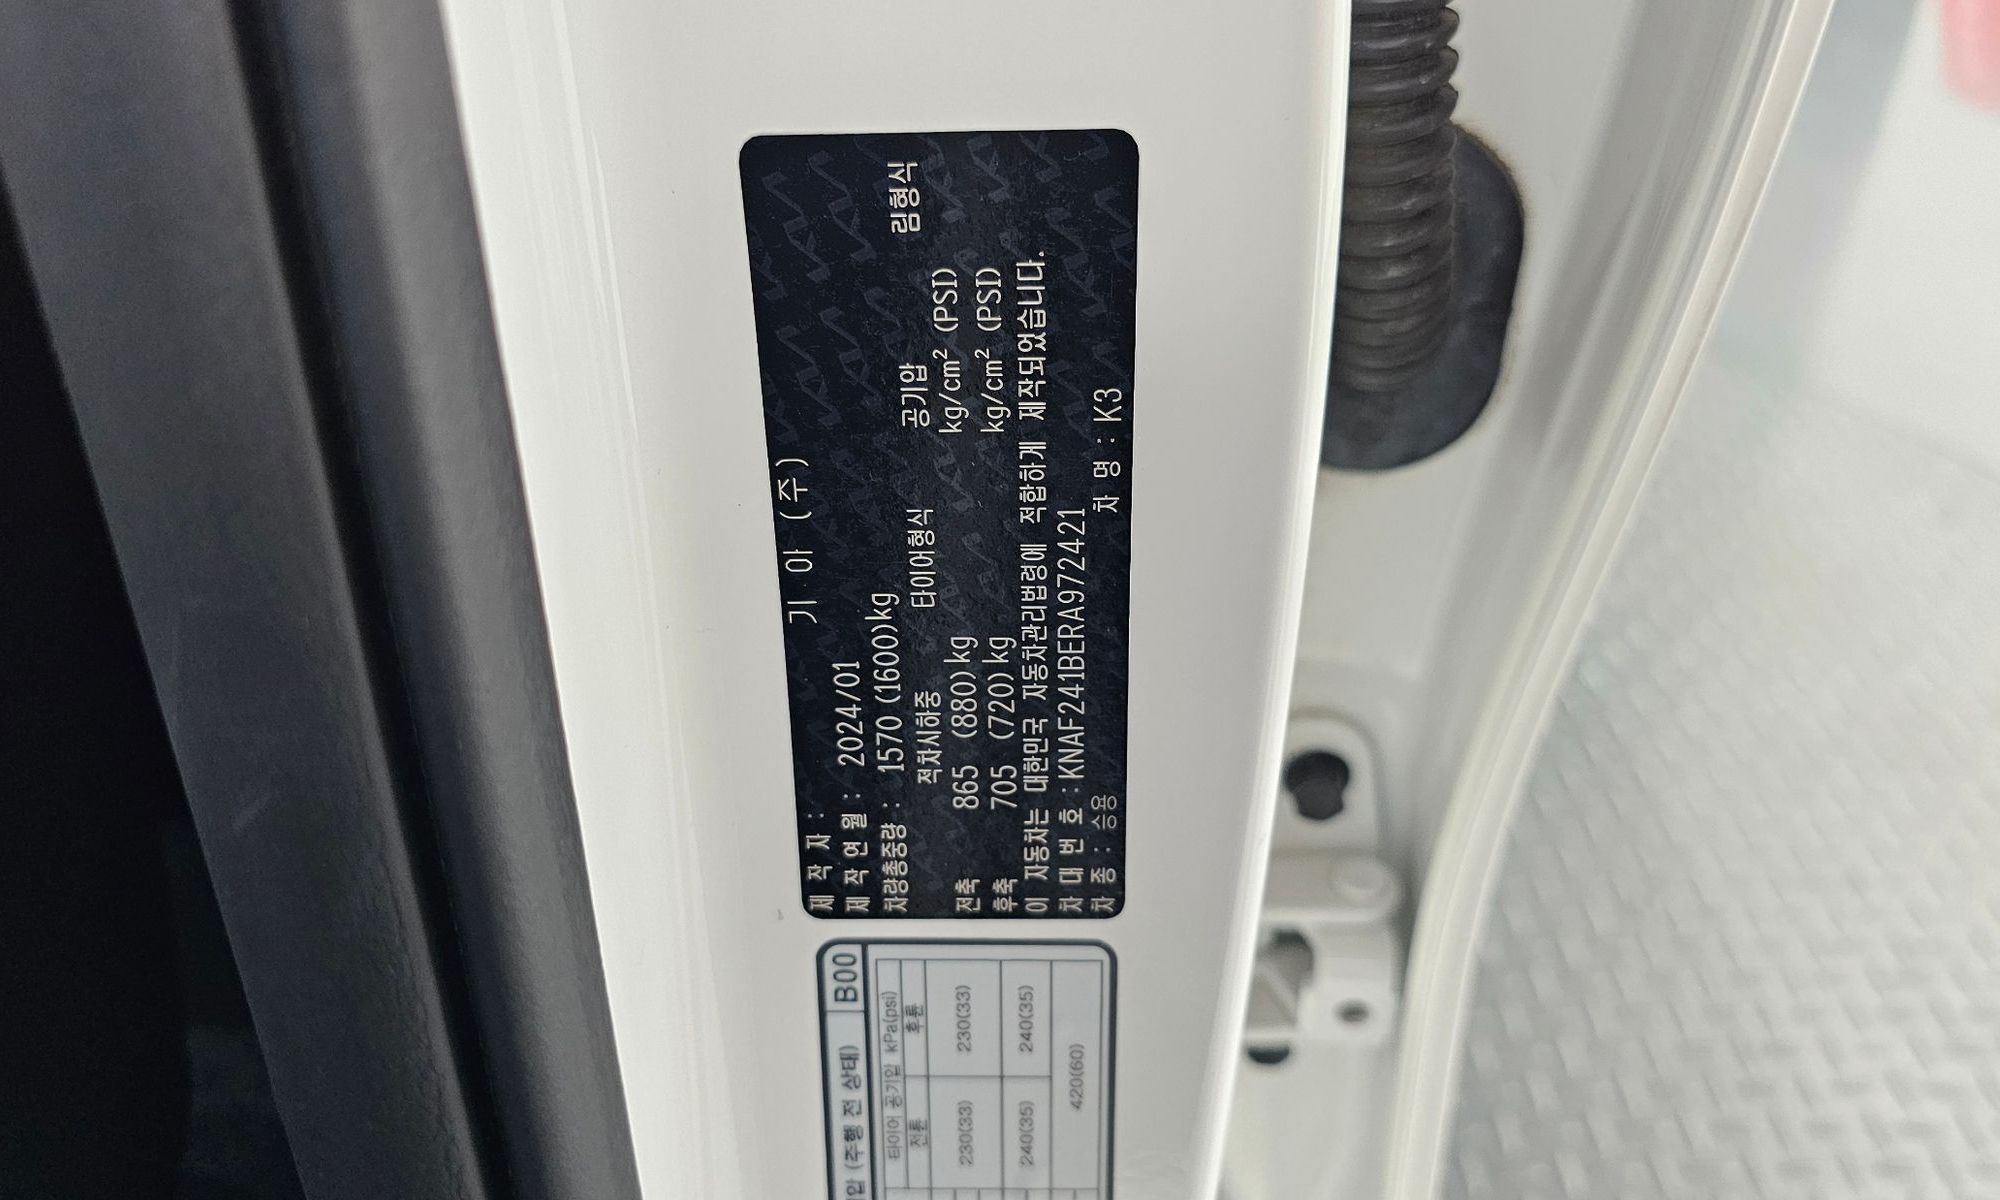 제 작 자 : 기 아 (주)
제 작 연 월 : 2024/01
차량총중량 : 1570 (1600)kg
적차시하중 타이어형식 공기압 림형식
전축 865 (880)kg kg/cm² (PSI)
후축 705 (720)kg kg/cm² (PSI)
이 자동차는 대한민국 자동차관리법령에 적합하게 제작되었습니다.
차 대 번 호 : KNAF241BERA972421
차 종 : 승용 차 명 : K3
압 (주행 전 상태) B00
타이어 공기압 kPa(psi)
전륜 후륜
230(33) 230(33)
240(35) 240(35)
420(60)